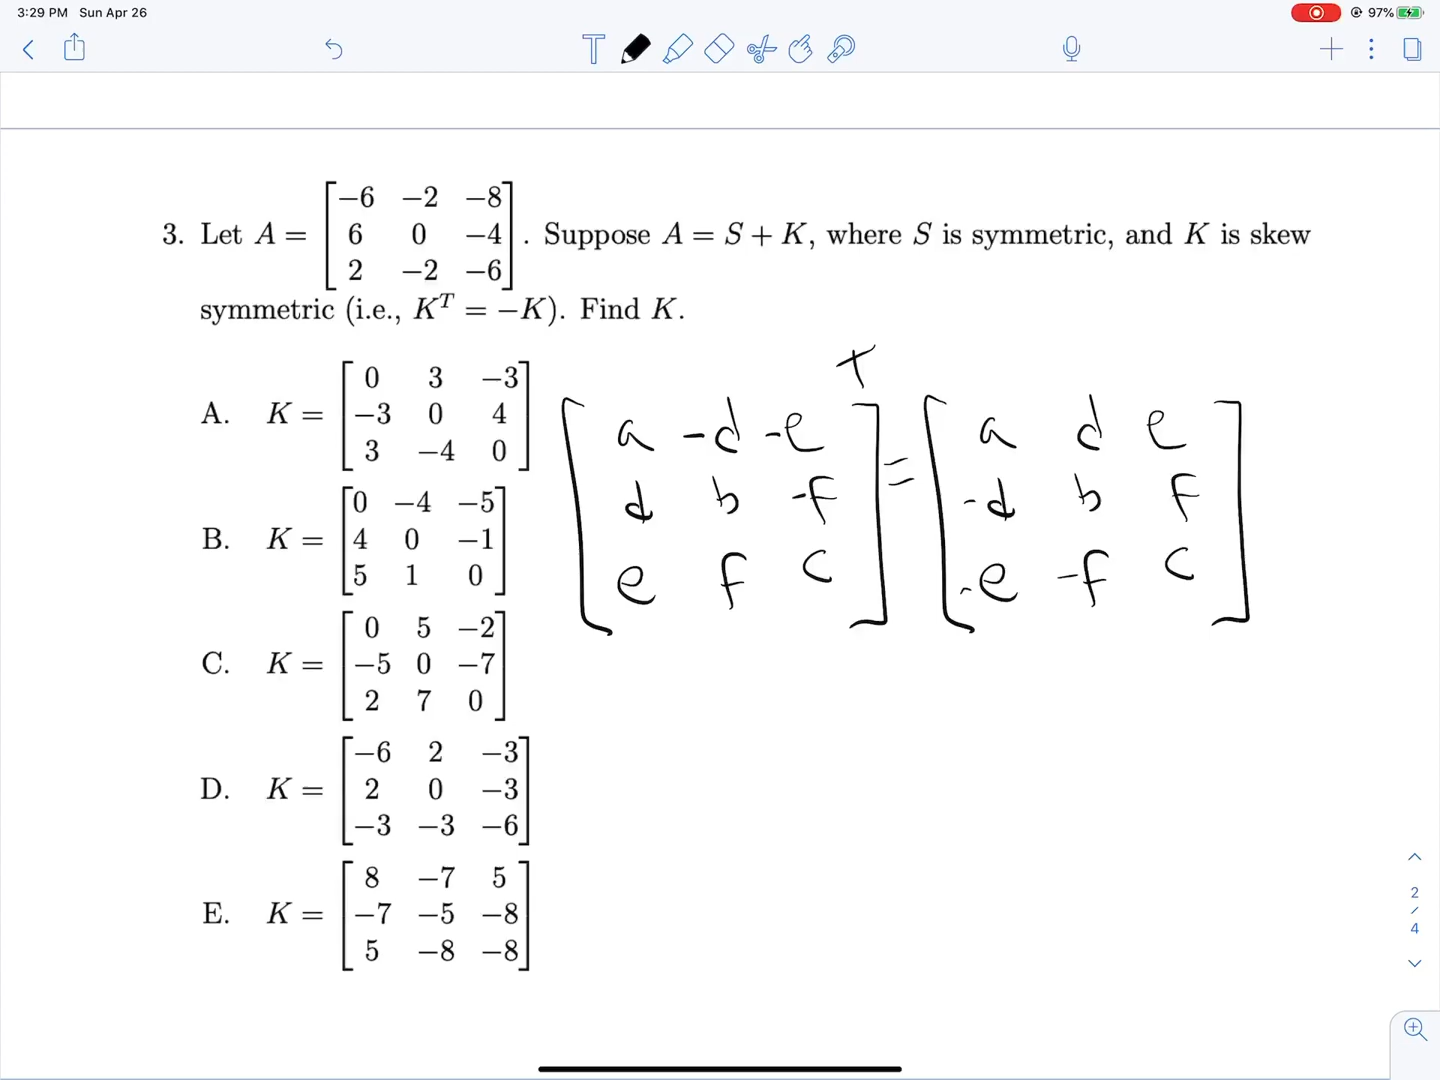 3:29 PM Sun Apr 26
97%
T
3. Let A = [−6 −2 −8
6 0 −4
2 −2 −6]. Suppose A = S + K, where S is symmetric, and K is skew
symmetric (i.e., Kᵀ = −K). Find K.
A. K = [0 3 −3
−3 0 4
3 −4 0]
B. K = [0 −4 −5
4 0 −1
5 1 0]
C. K = [0 5 −2
−5 0 −7
2 7 0]
D. K = [−6 2 −3
2 0 −3
−3 −3 −6]
E. K = [8 −7 5
−7 −5 −8
5 −8 −8]
[a -d -e
d b -f
e f c]ᵀ = [a d e
-d b f
-e -f c]
2
/
4